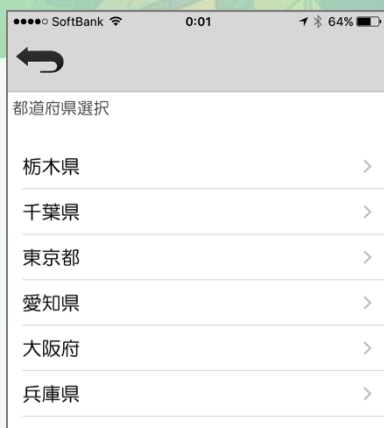 SoftBank 0:01 64%
都道府県選択
栃木県
千葉県
東京都
愛知県
大阪府
兵庫県